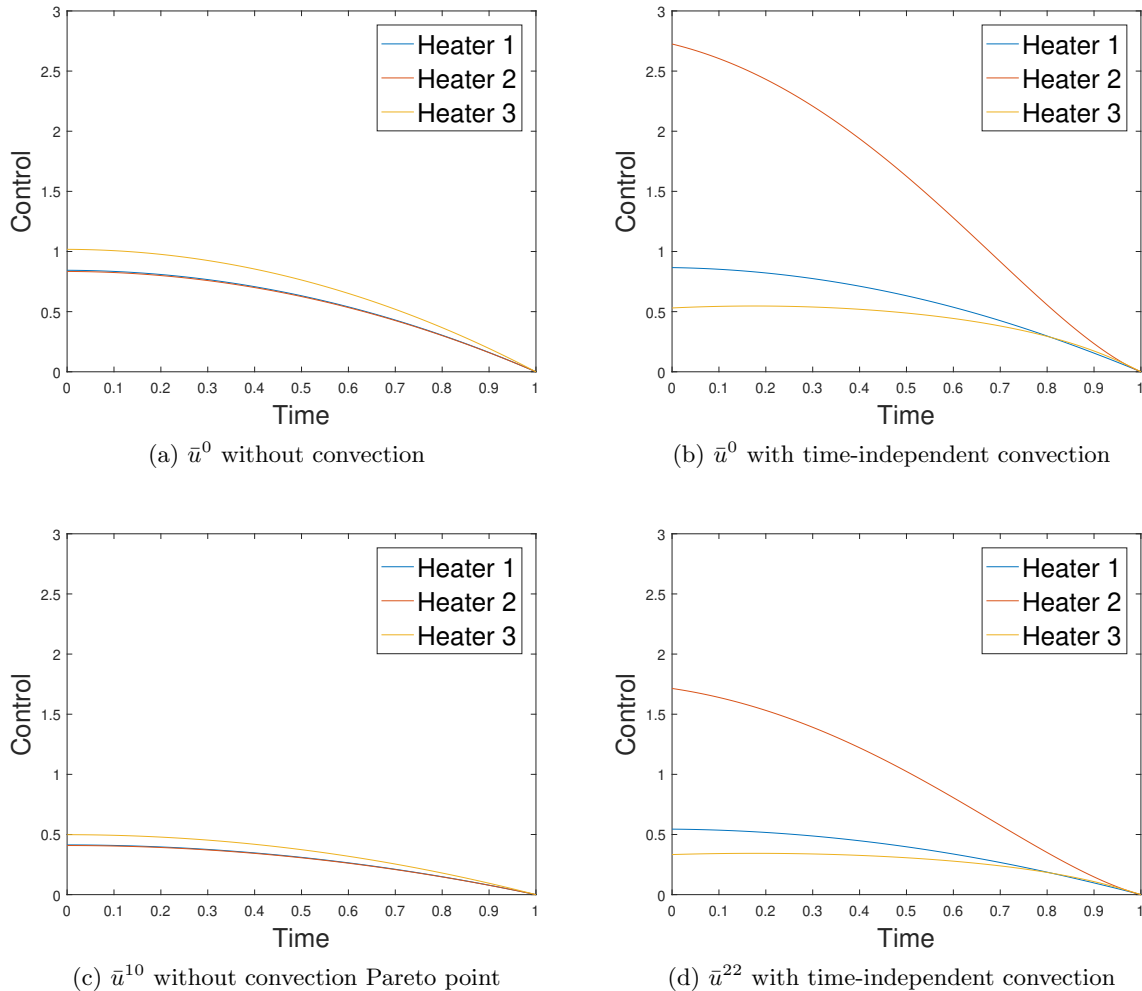 3
2.5
2
1.5
1
0.5
0
Control
Heater 1
Heater 2
Heater 3
0 0.1 0.2 0.3 0.4 0.5 0.6 0.7 0.8 0.9 1
Time
(a) ū⁰ without convection
3
2.5
2
1.5
1
0.5
0
Control
Heater 1
Heater 2
Heater 3
0 0.1 0.2 0.3 0.4 0.5 0.6 0.7 0.8 0.9 1
Time
(b) ū⁰ with time-independent convection
3
2.5
2
1.5
1
0.5
0
Control
Heater 1
Heater 2
Heater 3
0 0.1 0.2 0.3 0.4 0.5 0.6 0.7 0.8 0.9 1
Time
(c) ū¹⁰ without convection Pareto point
3
2.5
2
1.5
1
0.5
0
Control
Heater 1
Heater 2
Heater 3
0 0.1 0.2 0.3 0.4 0.5 0.6 0.7 0.8 0.9 1
Time
(d) ū²² with time-independent convection